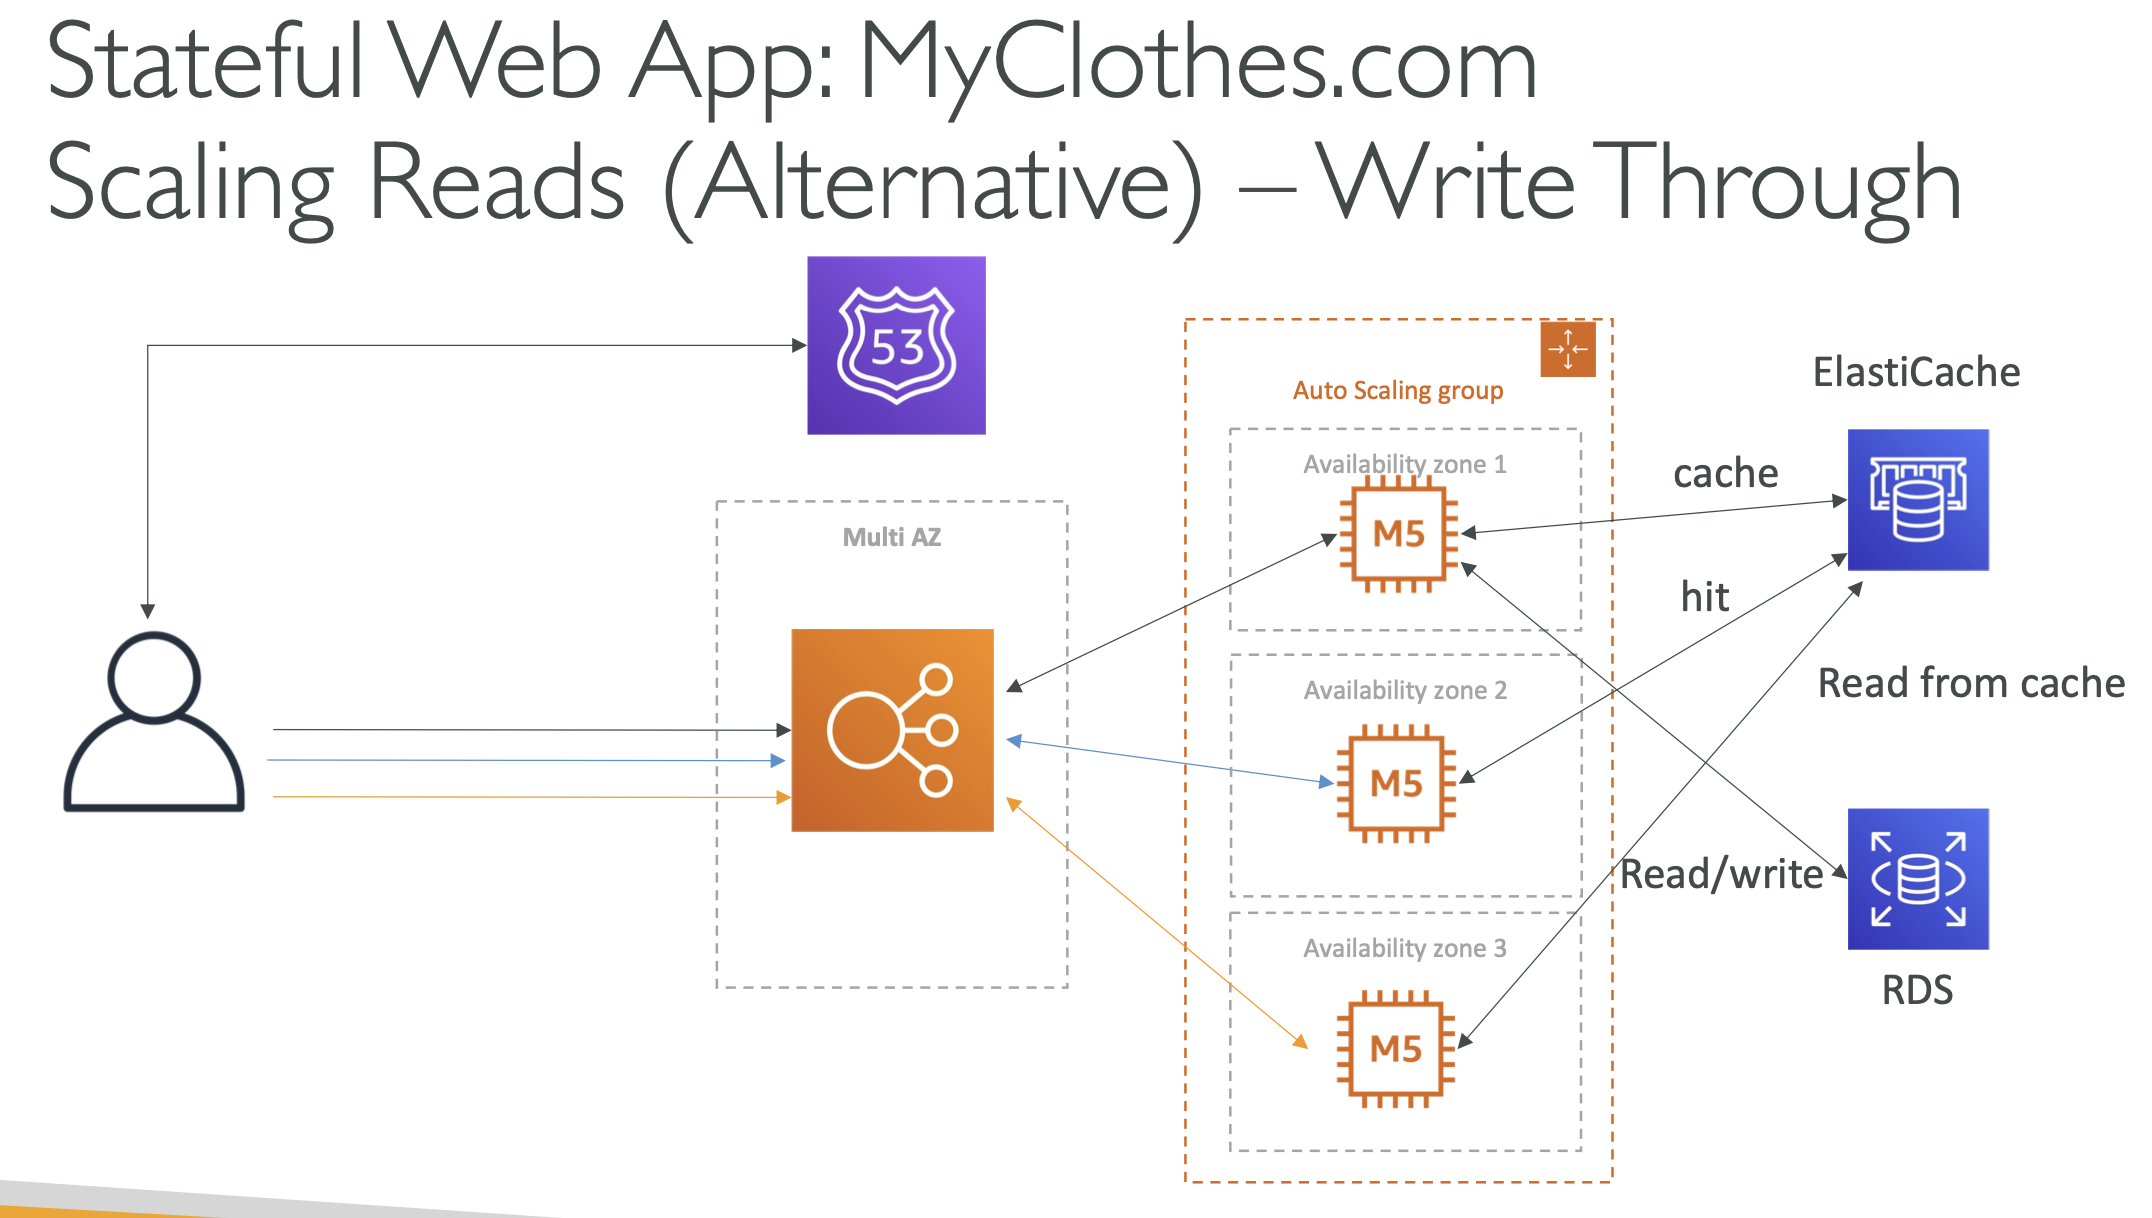 Stateful Web App: MyClothes.com
Scaling Reads (Alternative) – Write Through
53
Auto Scaling group
ElastiCache
Availability zone 1
cache
M5
Multi AZ
hit
Availability zone 2
Read from cache
M5
Read/write
Availability zone 3
RDS
M5